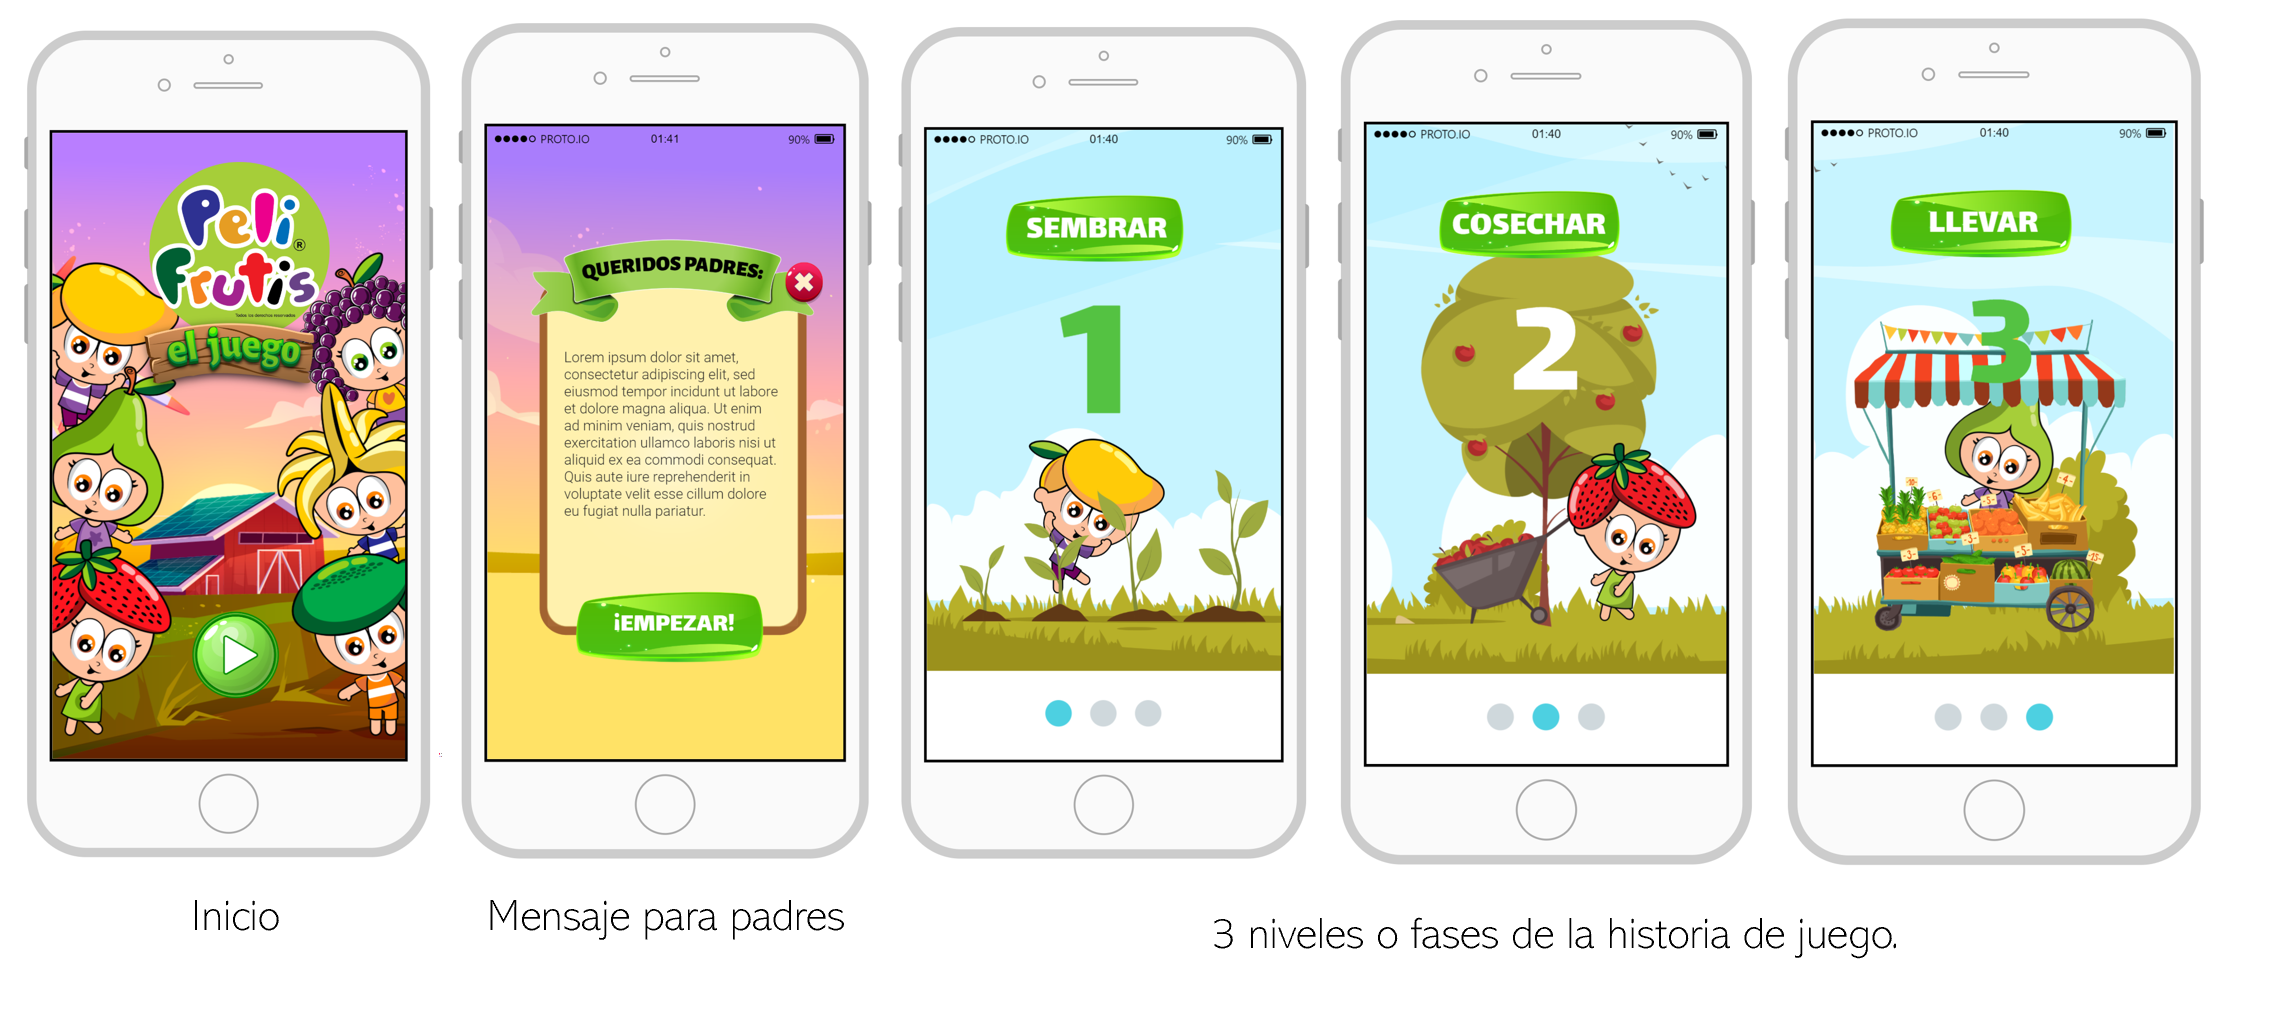 Peli
Frutis
®
Todos los derechos reservados
el juego
PROTO.IO 01:41 90%
QUERIDOS PADRES:
Lorem ipsum dolor sit amet,
consectetur adipiscing elit, sed
eiusmod tempor incidunt ut labore
et dolore magna aliqua. Ut enim
ad minim veniam, quis nostrud
exercitation ullamco laboris nisi ut
aliquid ex ea commodi consequat.
Quis aute iure reprehenderit in
voluptate velit esse cillum dolore
eu fugiat nulla pariatur.
¡EMPEZAR!
PROTO.IO 01:40 90%
SEMBRAR
1
PROTO.IO 01:40 90%
COSECHAR
2
PROTO.IO 01:40 90%
LLEVAR
3
Inicio
Mensaje para padres
3 niveles o fases de la historia de juego.